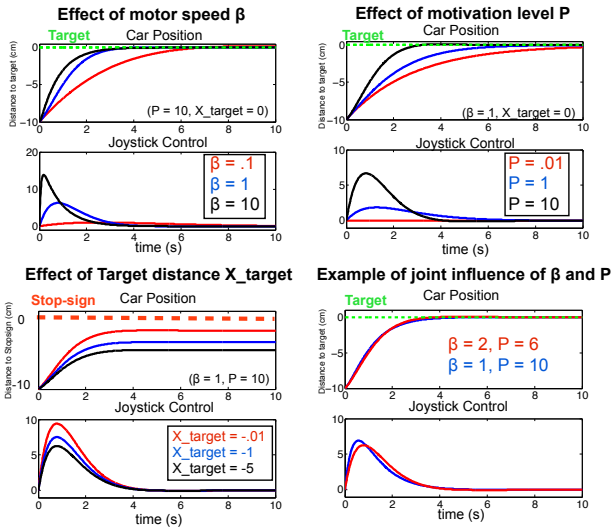 Effect of motor speed β
Target
Car Position
Distance to target (cm)
0
−5
−10
(P = 10, X_target = 0)
0 2 4 6 8 10
Joystick Control
20
10
0
β = .1
β = 1
β = 10
0 2 4 6 8 10
time (s)
Effect of motivation level P
Target
Car Position
Distance to target (cm)
0
−5
−10
(β = 1, X_target = 0)
0 2 4 6 8 10
Joystick Control
10
5
0
P = .01
P = 1
P = 10
0 2 4 6 8 10
time (s)
Effect of Target distance X_target
Stop-sign
Car Position
Distance to Stopsign (cm)
0
-5
-10
(β = 1, P = 10)
0 2 4 6 8 10
Joystick Control
10
5
0
X_target = -.01
X_target = -1
X_target = -5
0 2 4 6 8 10
time (s)
Example of joint influence of β and P
Target
Car Position
Distance to target (cm)
0
−5
−10
β = 2, P = 6
β = 1, P = 10
0 2 4 6 8 10
Joystick Control
10
5
0
0 2 4 6 8 10
time (s)